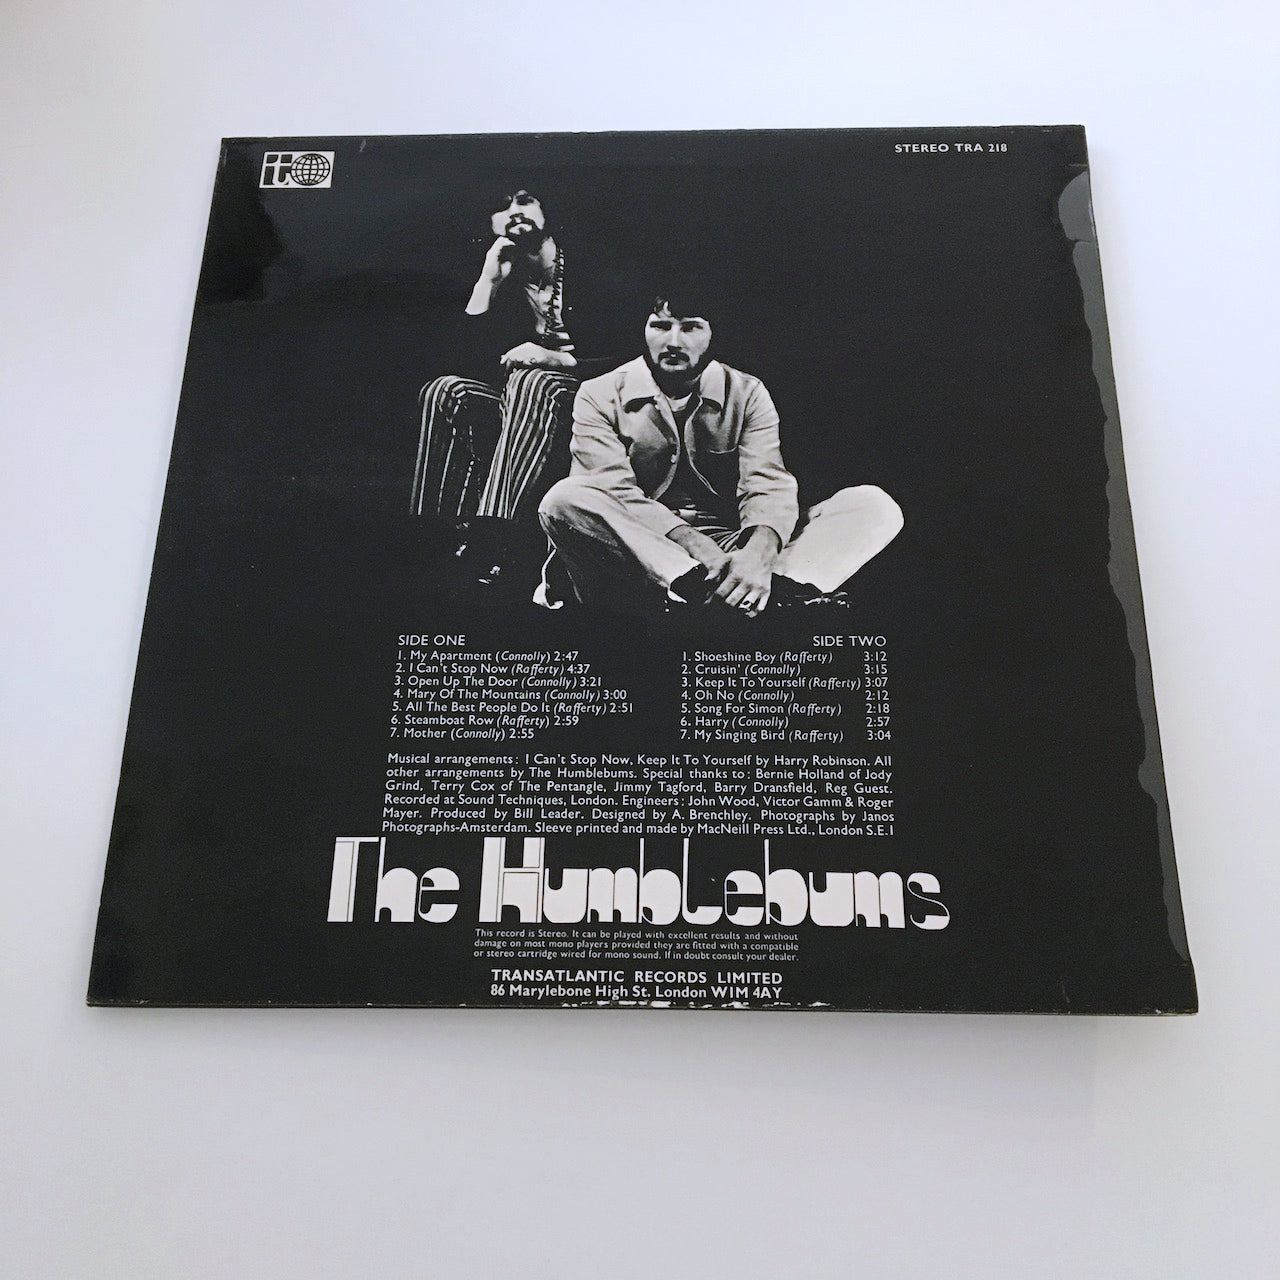 it
STEREO TRA 218
SIDE ONE
1. My Apartment (Connolly) 2:47
2. I Can't Stop Now (Rafferty) 4:37
3. Open Up The Door (Connolly) 3:21
4. Mary Of The Mountains (Connolly) 3:00
5. All The Best People Do It (Rafferty) 2:51
6. Steamboat Row (Rafferty) 2:59
7. Mother (Connolly) 2:55
SIDE TWO
1. Shoeshine Boy (Rafferty) 3:12
2. Cruisin' (Connolly) 3:15
3. Keep It To Yourself (Rafferty) 3:07
4. Oh No (Connolly) 2:12
5. Song For Simon (Rafferty) 2:18
6. Harry (Connolly) 2:57
7. My Singing Bird (Rafferty) 3:04
Musical arrangements: I Can't Stop Now, Keep It To Yourself by Harry Robinson. All
other arrangements by The Humblebums. Special thanks to: Bernie Holland of Jody
Grind, Terry Cox of The Pentangle, Jimmy Tagford, Barry Dransfield, Reg Guest.
Recorded at Sound Techniques, London. Engineers: John Wood, Victor Gamm & Roger
Mayer. Produced by Bill Leader. Designed by A. Brenchley. Photographs by Janos
Photographs-Amsterdam. Sleeve printed and made by MacNeill Press Ltd., London S.E.1
The Humblebums
This record is Stereo. It can be played with excellent results and without
damage on most mono players provided they are fitted with a compatible
or stereo cartridge wired for mono sound. If in doubt consult your dealer.
TRANSATLANTIC RECORDS LIMITED
86 Marylebone High St. London W1M 4AY